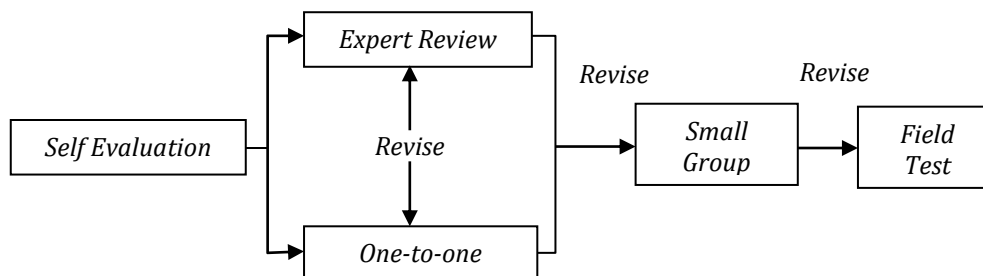 Expert Review
Revise
Revise
Self Evaluation
Revise
Small
Group
Field
Test
One-to-one